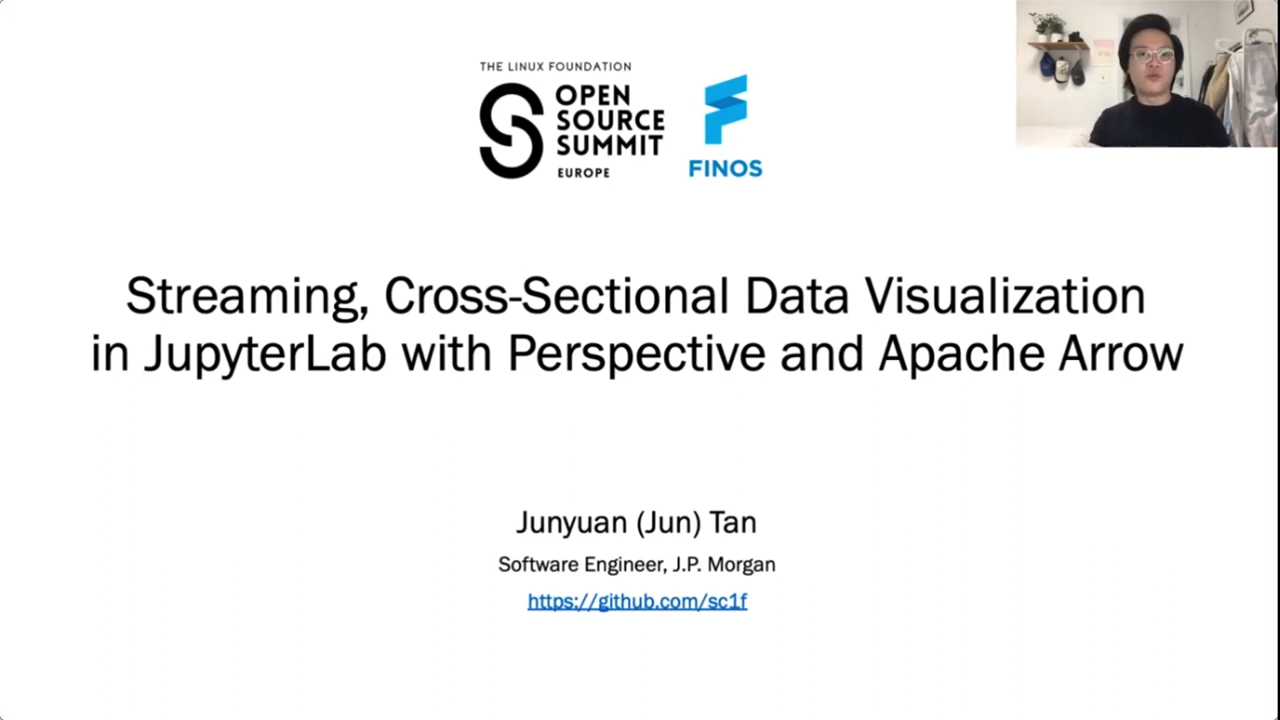 THE LINUX FOUNDATION
OPEN
SOURCE
SUMMIT
EUROPE
FINOS
Streaming, Cross-Sectional Data Visualization
in JupyterLab with Perspective and Apache Arrow
Junyuan (Jun) Tan
Software Engineer, J.P. Morgan
https://github.com/sc1f